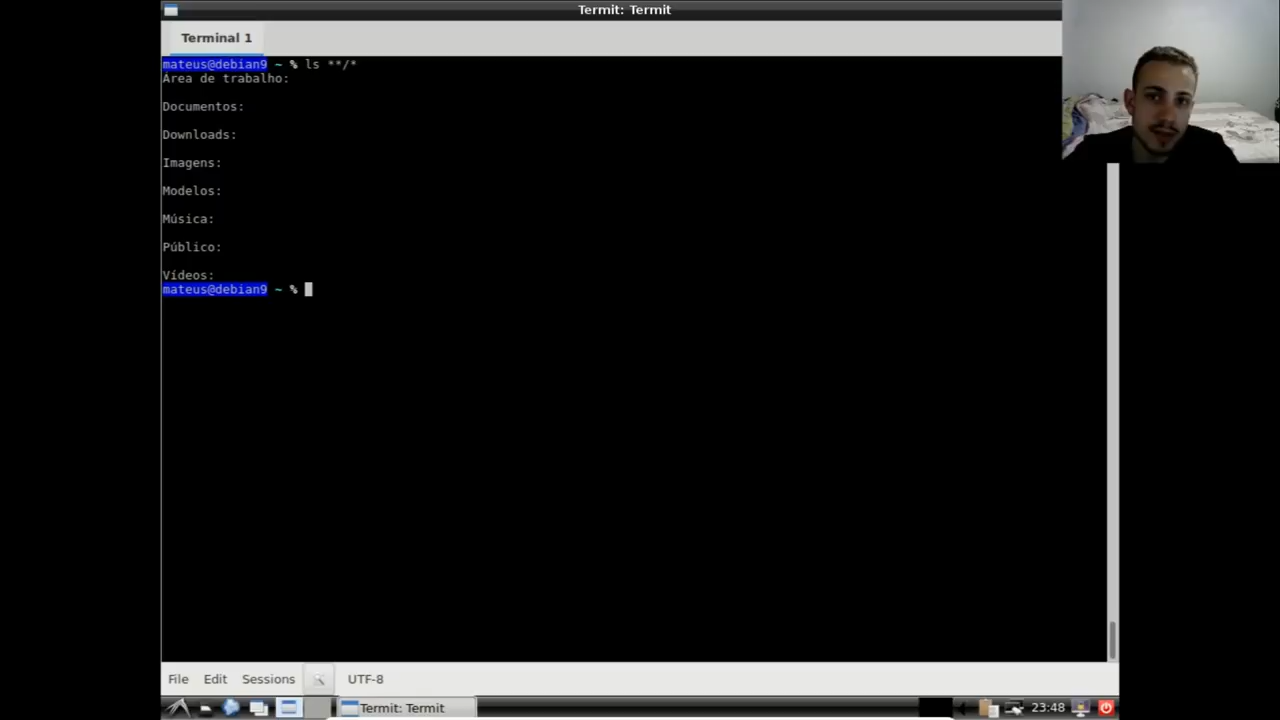 Termit: Termit
Terminal 1
mateus@debian9 ~ % ls **/*
Área de trabalho:
Documentos:
Downloads:
Imagens:
Modelos:
Música:
Público:
Vídeos:
mateus@debian9 ~ %
File Edit Sessions UTF-8
Termit: Termit 23:48